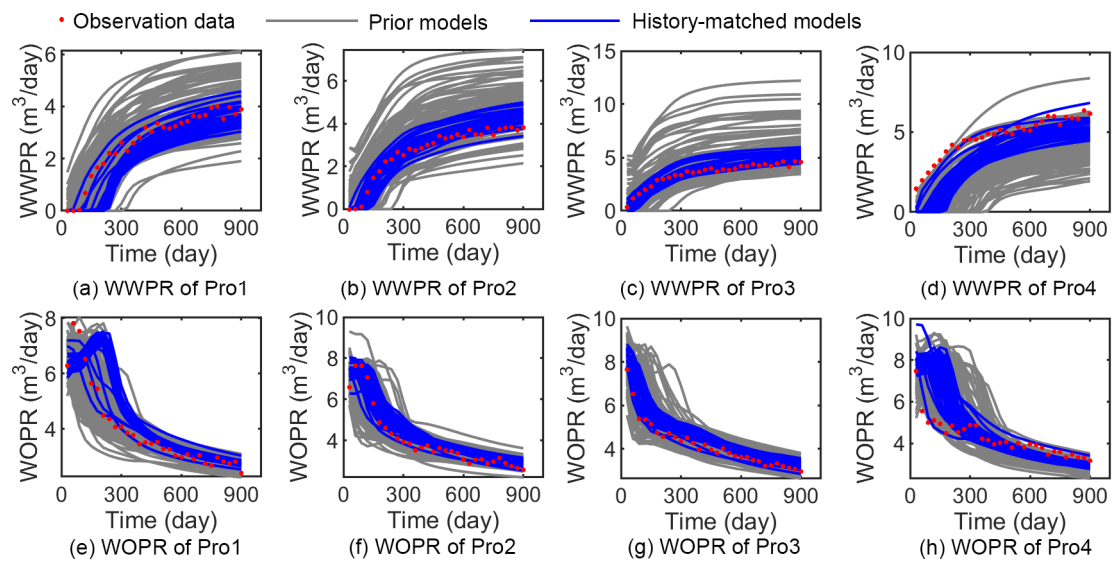 Observation data Prior models History-matched models
6 4 2 0
WWPR (m³/day)
0 300 600 900
Time (day)
(a) WWPR of Pro1
6 4 2 0
WWPR (m³/day)
0 300 600 900
Time (day)
(b) WWPR of Pro2
15 10 5 0
WWPR (m³/day)
0 300 600 900
Time (day)
(c) WWPR of Pro3
10 5 0
WWPR (m³/day)
0 300 600 900
Time (day)
(d) WWPR of Pro4
8 6 4
WOPR (m³/day)
0 300 600 900
Time (day)
(e) WOPR of Pro1
10 8 6 4
WOPR (m³/day)
0 300 600 900
Time (day)
(f) WOPR of Pro2
10 8 6 4
WOPR (m³/day)
0 300 600 900
Time (day)
(g) WOPR of Pro3
10 8 6 4
WOPR (m³/day)
0 300 600 900
Time (day)
(h) WOPR of Pro4